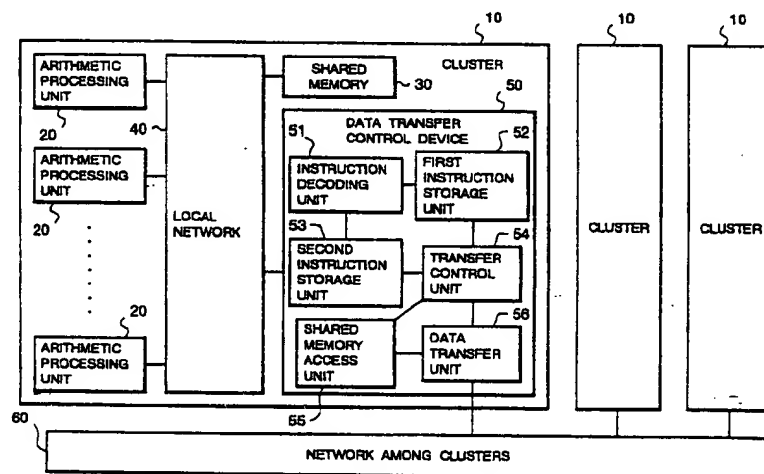 10
10
10
ARITHMETIC
PROCESSING
UNIT
20
40
SHARED
MEMORY
30
CLUSTER
50
DATA TRANSFER
CONTROL DEVICE
51
52
INSTRUCTION
DECODING
UNIT
FIRST
INSTRUCTION
STORAGE
UNIT
ARITHMETIC
PROCESSING
UNIT
20
LOCAL
NETWORK
53
54
SECOND
INSTRUCTION
STORAGE
UNIT
TRANSFER
CONTROL
UNIT
CLUSTER
CLUSTER
20
ARITHMETIC
PROCESSING
UNIT
56
SHARED
MEMORY
ACCESS
UNIT
DATA
TRANSFER
UNIT
55
60
NETWORK AMONG CLUSTERS